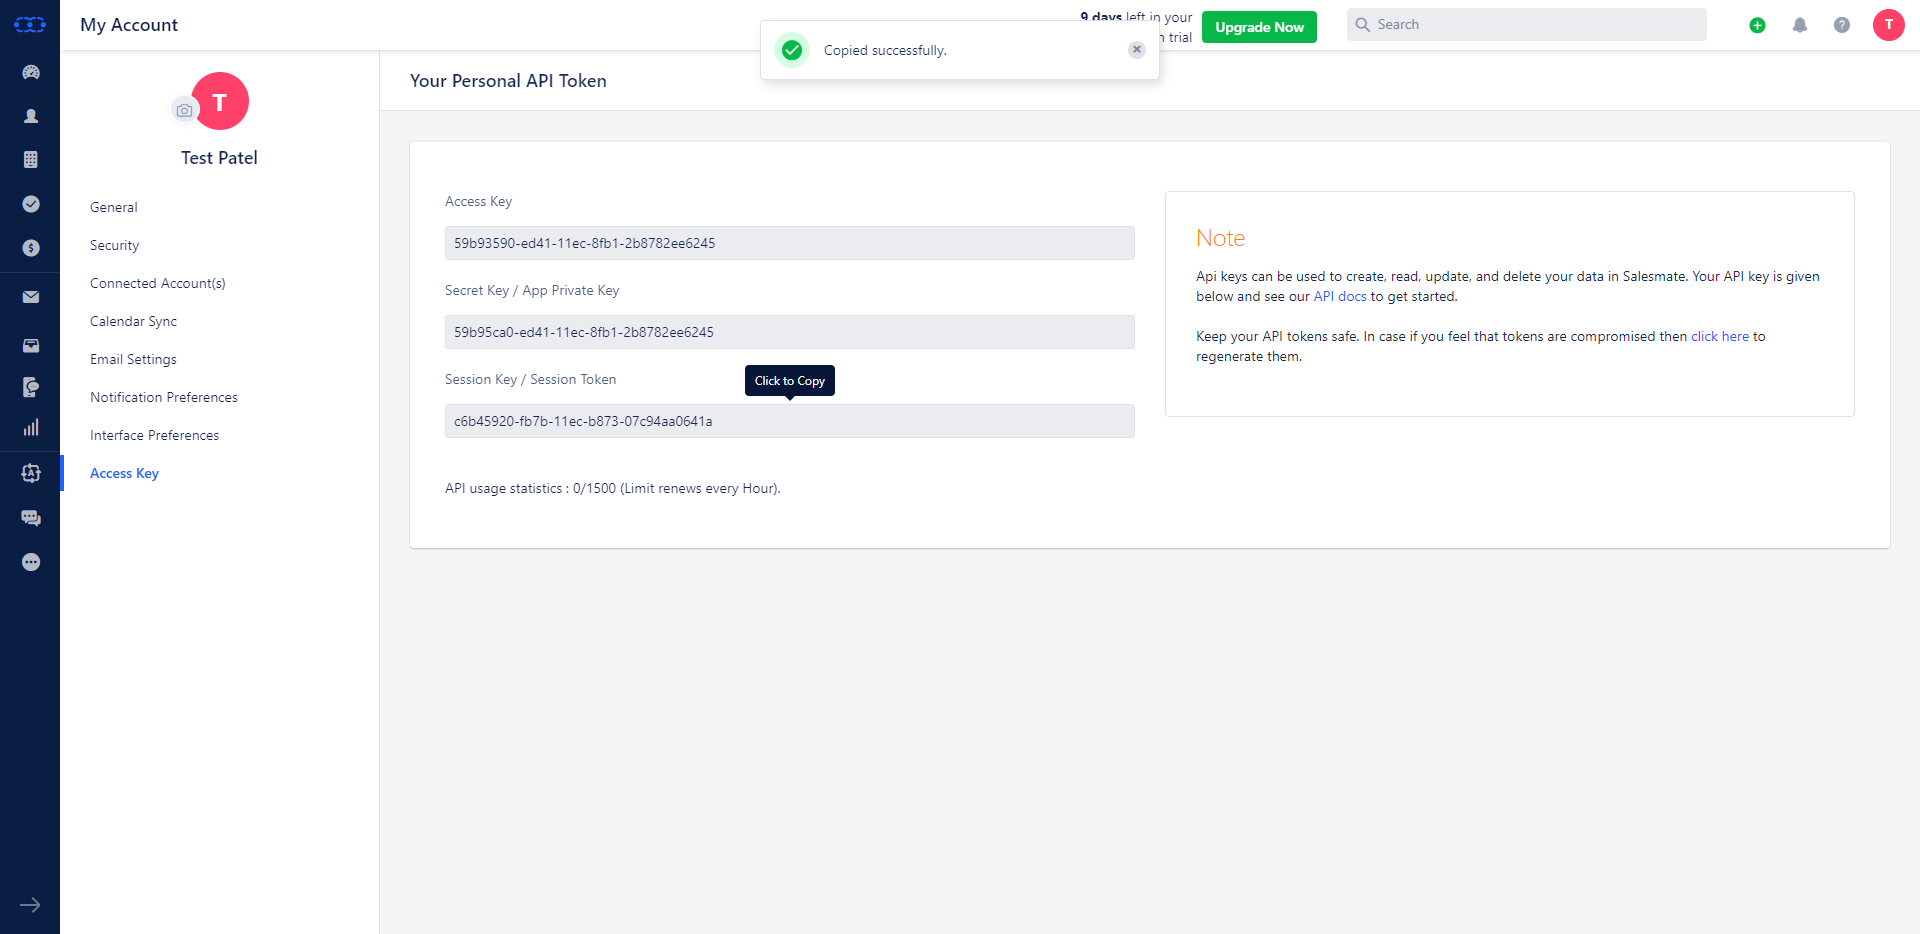 My Account
9 days left in your
trial
Upgrade Now
Search
T
Copied successfully.
T
Test Patel
General
Security
Connected Account(s)
Calendar Sync
Email Settings
Notification Preferences
Interface Preferences
Access Key
Your Personal API Token
Access Key
59b93590-ed41-11ec-8fb1-2b8782ee6245
Secret Key / App Private Key
59b95ca0-ed41-11ec-8fb1-2b8782ee6245
Session Key / Session Token
Click to Copy
c6b45920-fb7b-11ec-b873-07c94aa0641a
API usage statistics : 0/1500 (Limit renews every Hour).
Note
Api keys can be used to create, read, update, and delete your data in Salesmate. Your API key is given
below and see our API docs to get started.
Keep your API tokens safe. In case if you feel that tokens are compromised then click here to
regenerate them.